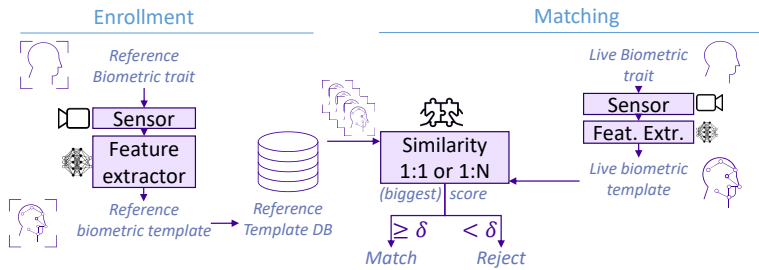 Enrollment
Reference
Biometric trait
Sensor
Feature
extractor
Reference
biometric template
Reference
Template DB
Matching
Live Biometric
trait
Sensor
Feat. Extr.
Live biometric
template
Similarity
1:1 or 1:N
(biggest) score
≥ δ
< δ
Match
Reject